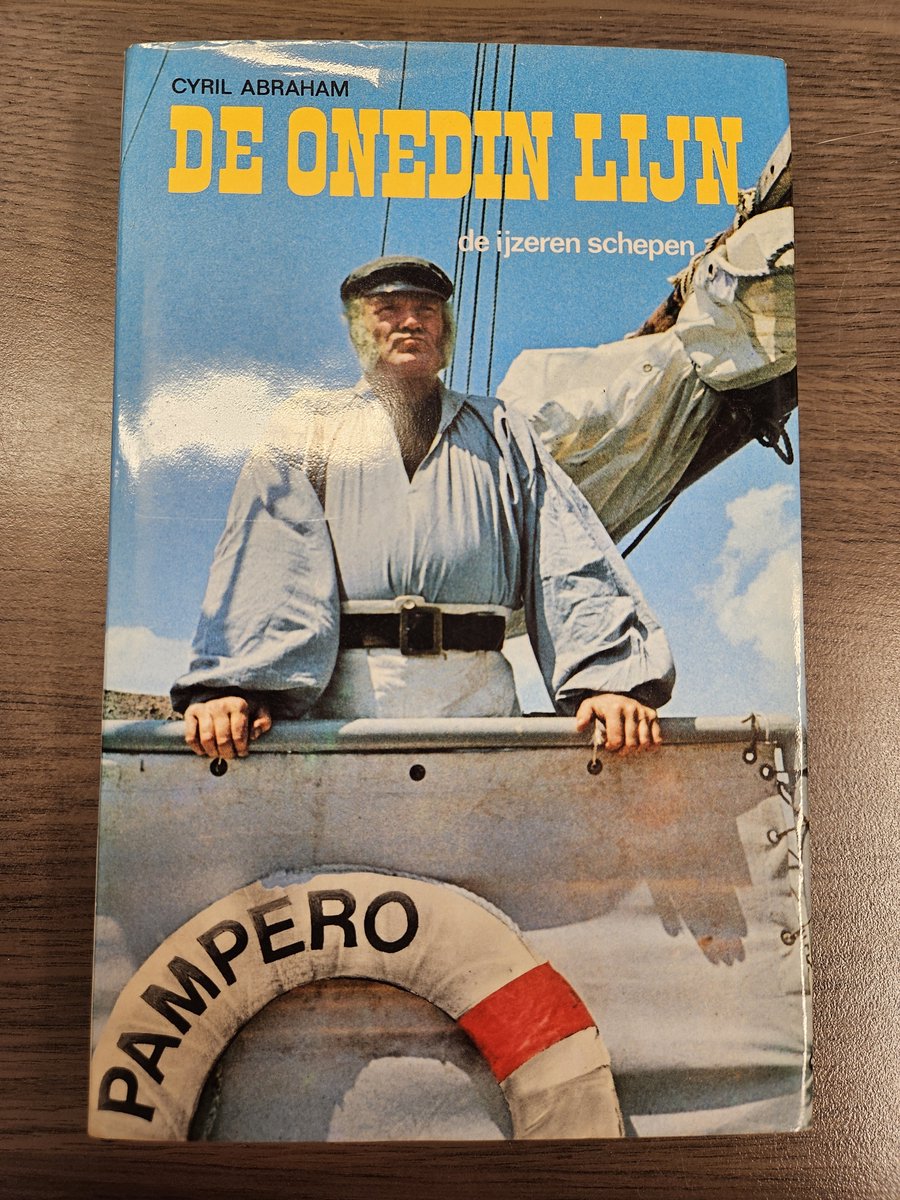 CYRIL ABRAHAM
DE ONEDIN LIJN
de ijzeren schepen
PAMPERO